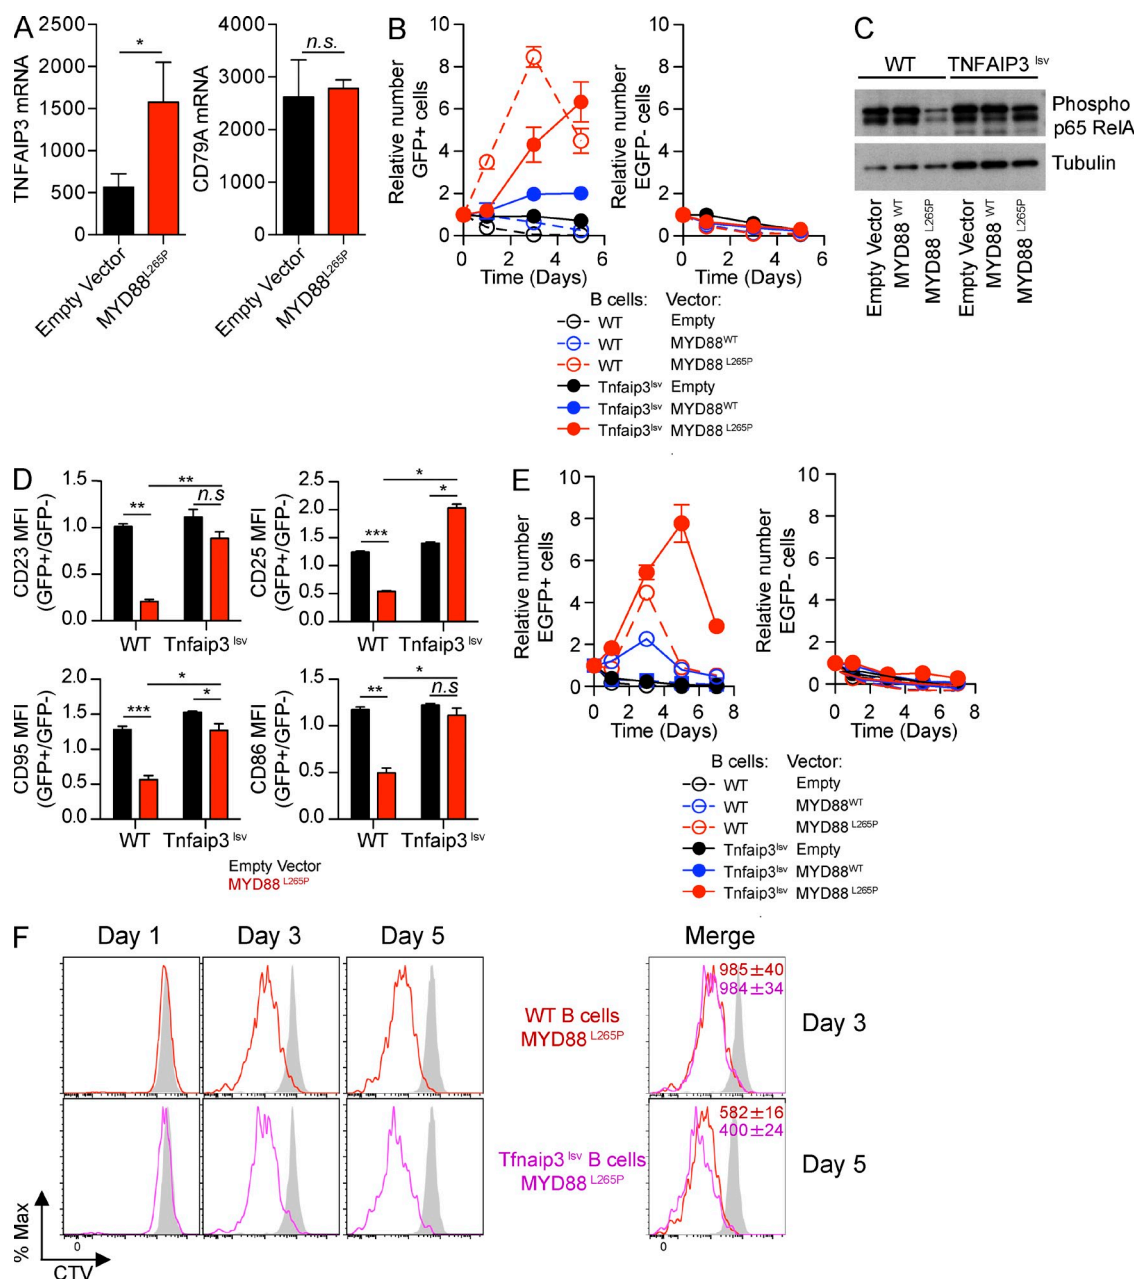 A
TNFAIP3 mRNA
2500
2000
1500
1000
500
0
*
Empty Vector
MYD88L265P
CD79A mRNA
4000
3000
2000
1000
0
n.s.
Empty Vector
MYD88L265P
B
Relative number
GFP+ cells
10
8
6
4
2
0
0 2 4 6
Time (Days)
Relative number
EGFP- cells
10
8
6
4
2
0
0 2 4 6
Time (Days)
B cells: Vector:
WT Empty
WT MYD88WT
WT MYD88 L265P
Tnfaip3lsv Empty
Tnfaip3lsv MYD88WT
Tnfaip3lsv MYD88 L265P
C
WT TNFAIP3 lsv
Phospho
p65 RelA
Tubulin
Empty Vector
MYD88 WT
MYD88 L265P
Empty Vector
MYD88 WT
MYD88 L265P
D
CD23 MFI
(GFP+/GFP-)
1.5
1.0
0.5
0.0
**
**
n.s
WT Tnfaip3 lsv
CD25 MFI
(GFP+/GFP-)
2.5
2.0
1.5
1.0
0.5
0.0
*
***
*
WT Tnfaip3 lsv
CD95 MFI
(GFP+/GFP-)
2.0
1.5
1.0
0.5
0.0
*
***
*
WT Tnfaip3 lsv
CD86 MFI
(GFP+/GFP-)
1.5
1.0
0.5
0.0
*
**
n.s
WT Tnfaip3 lsv
Empty Vector
MYD88 L265P
E
Relative number
EGFP+ cells
10
8
6
4
2
0
0 2 4 6 8
Time (Days)
Relative number
EGFP- cells
10
8
6
4
2
0
0 2 4 6 8
Time (Days)
B cells: Vector:
WT Empty
WT MYD88WT
WT MYD88 L265P
Tnfaip3lsv Empty
Tnfaip3lsv MYD88WT
Tnfaip3lsv MYD88 L265P
F
Day 1 Day 3 Day 5 Merge
WT B cells
MYD88 L265P
985±40
984±34
Day 3
Tfnaip3 lsv B cells
MYD88 L265P
582±16
400±24
Day 5
% Max
CTV
0
0